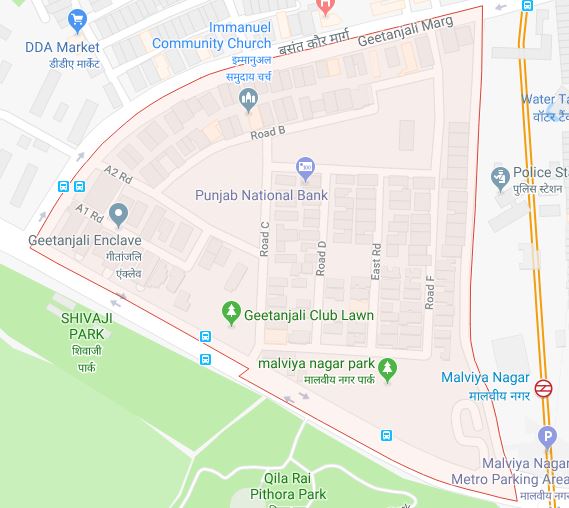 DDA Market
डीडीए मार्केट
Immanuel
Community Church
इम्मानुअल
समुदाय चर्च
बसंत कौर मार्ग
Geetanjali Marg
Road B
A2 Rd
A1 Rd
Punjab National Bank
Geetanjali Enclave
गीतांजलि
एंक्लेव
Road C
Road D
East Rd
Road F
Water Ta
वॉटर टैं
Police Sta
पुलिस स्टेशन
Geetanjali Club Lawn
SHIVAJI
PARK
शिवाजी
पार्क
malviya nagar park
मालवीय नगर पार्क
Malviya Nagar
मालवीय नगर
P
Malviya Nagar
Metro Parking Area
Qila Rai
Pithora Park